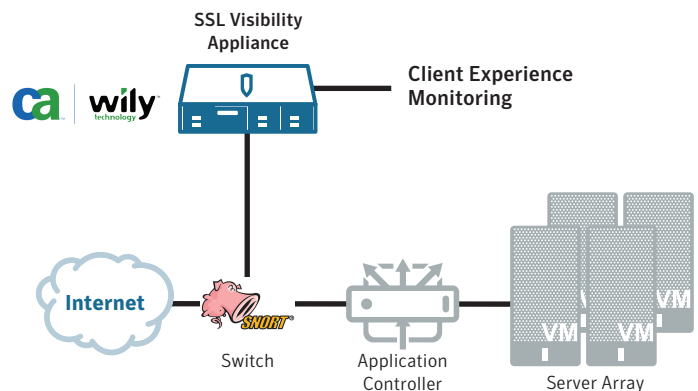 SSL Visibility
Appliance
Client Experience
Monitoring
ca
wily
technology
Internet
SNORT®
Switch
Application
Controller
VM
VM
VM
Server Array